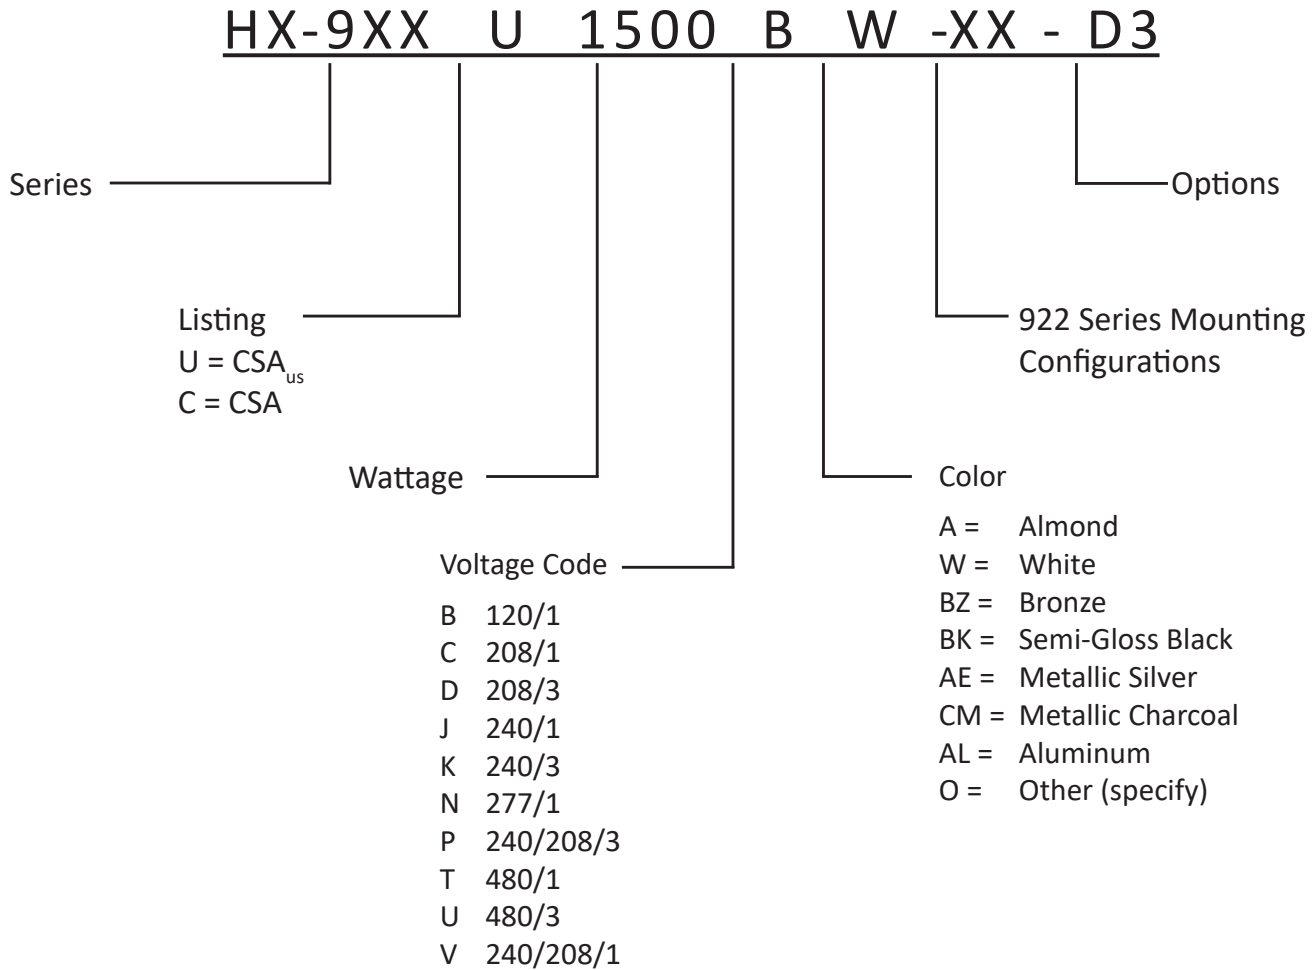 HX-9XX U 1500 B W -XX - D3
Series
Options
Listing
U = CSAus
C = CSA
922 Series Mounting
Configurations
Wattage
Color
A = Almond
W = White
BZ = Bronze
BK = Semi-Gloss Black
AE = Metallic Silver
CM = Metallic Charcoal
AL = Aluminum
O = Other (specify)
Voltage Code
B 120/1
C 208/1
D 208/3
J 240/1
K 240/3
N 277/1
P 240/208/3
T 480/1
U 480/3
V 240/208/1